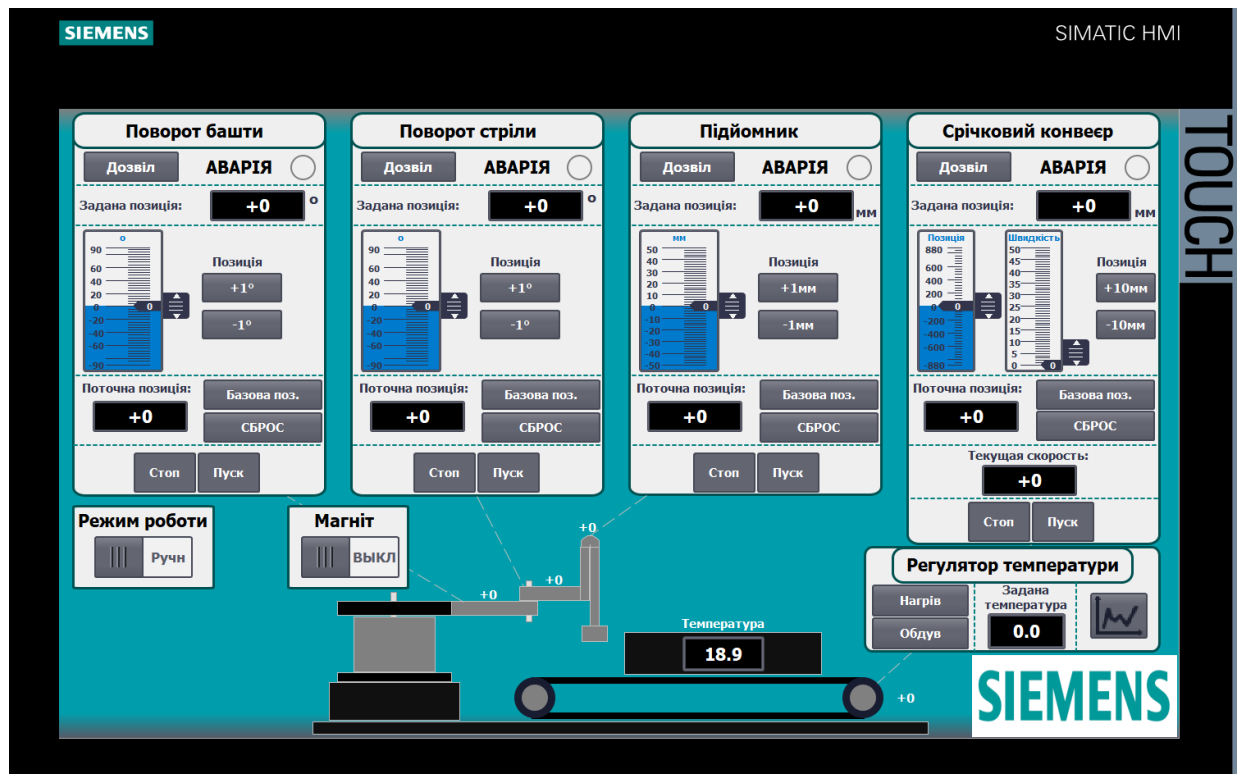 SIEMENS
SIMATIC HMI
TOUCH
Поворот башти
Дозвіл
АВАРІЯ
Задана позиція:
+0
о
о
90
60
40
20
0
-20
-40
-60
-90
0
Позиція
+1°
-1°
Поточна позиція:
+0
Базова поз.
СБРОС
Стоп
Пуск
Поворот стріли
Дозвіл
АВАРІЯ
Задана позиція:
+0
о
о
90
60
40
20
0
-20
-40
-60
-90
0
Позиція
+1°
-1°
Поточна позиція:
+0
Базова поз.
СБРОС
Стоп
Пуск
Підйомник
Дозвіл
АВАРІЯ
Задана позиція:
+0
мм
мм
50
40
30
20
10
0
-10
-20
-30
-40
-50
0
Позиція
+1мм
-1мм
Поточна позиція:
+0
Базова поз.
СБРОС
Стоп
Пуск
Срічковий конвеєр
Дозвіл
АВАРІЯ
Задана позиція:
+0
мм
Позиція
880
600
400
200
0
-200
-400
-600
-880
0
Швидкість
50
45
40
35
30
25
20
15
10
5
0
0
Позиція
+10мм
-10мм
Поточна позиція:
+0
Базова поз.
СБРОС
Текущая скорость:
+0
Стоп
Пуск
Режим роботи
Ручн
Магніт
ВЫКЛ
+0
+0
+0
Температура
18.9
+0
Регулятор температури
Нагрів
Обдув
Задана
температура
0.0
SIEMENS